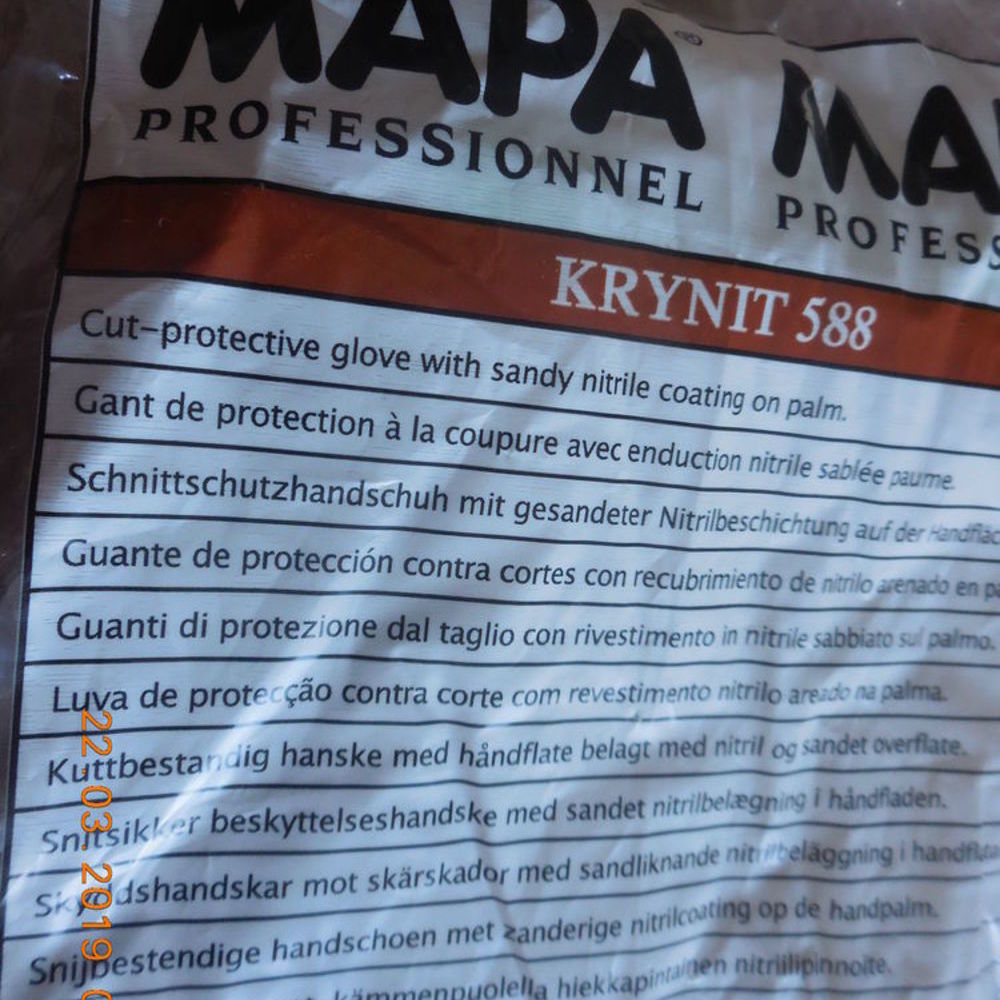 MAPA® MA
PROFESSIONNEL PROFESS
KRYNIT 588
Cut-protective glove with sandy nitrile coating on palm.
Gant de protection à la coupure avec enduction nitrile sablée paume.
Schnittschutzhandschuh mit gesandeter Nitrilbeschichtung auf der Handfläc
Guante de protección contra cortes con recubrimiento de nitrilo arenado en p
Guanti di protezione dal taglio con rivestimento in nitrile sabbiato sul palmo.
Luva de protecção contra corte com revestimento nitrilo areado na palma.
Kuttbestandig hanske med håndflate belagt med nitril og sandet overflate.
Snitsikker beskyttelseshandske med sandet nitrilbelægning i håndfladen.
Skyddshandskar mot skärskador med sandliknande nitrilbeläggning i handflata
Snijbestendige handschoen met zanderige nitrilcoating op de handpalm.
kämmenpuolella hiekkapintainen nitriilipinnoite.
22.03.2019